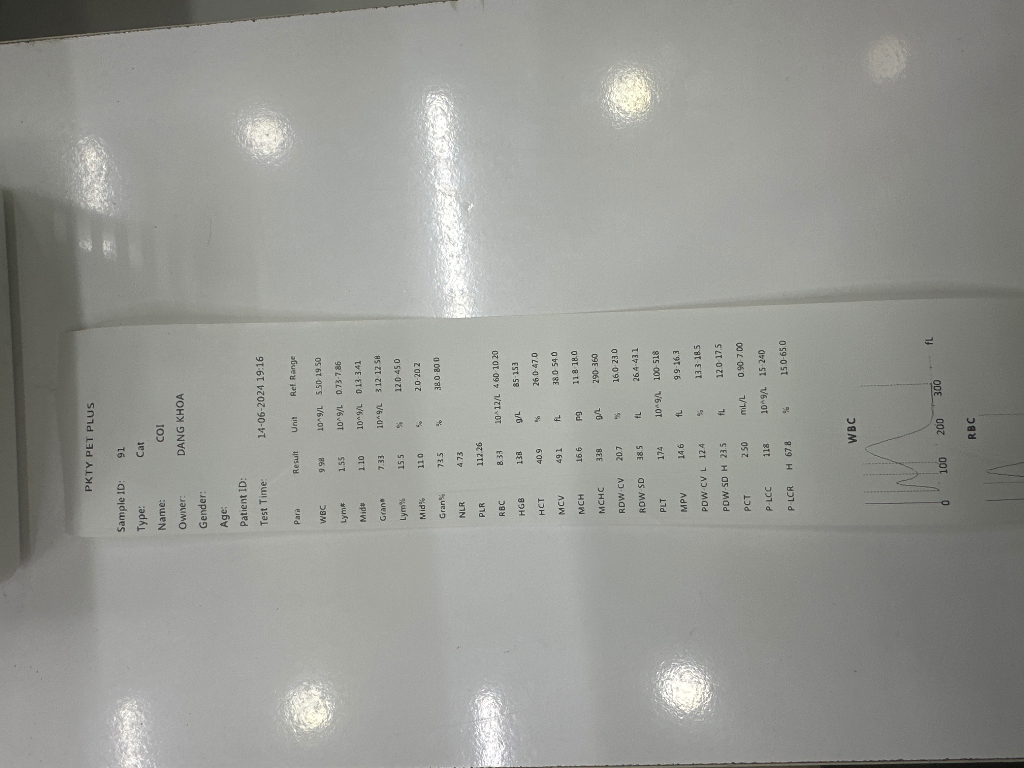 PKTY PET PLUS
Sample ID: 91
Type: Cat
Name: COI
Owner: DANG KHOA
Gender:
Age:
Patient ID:
Test Time: 14-06-2024 19:16
Para Result Unit Ref. Range
WBC 9.98 10^9/L 5.50-19.50
Lym# 1.55 10^9/L 0.73-7.86
Mid# 1.10 10^9/L 0.13-3.41
Gran# 7.33 10^9/L 3.12-12.58
Lym% 15.5 % 12.0-45.0
Mid% 11.0 % 2.0-20.2
Gran% 73.5 % 38.0-80.0
NLR 4.73
PLR 112.26
RBC 8.33 10^12/L 4.60-10.20
HGB 138 g/L 85-153
HCT 40.9 % 26.0-47.0
MCV 49.1 fL 38.0-54.0
MCH 16.6 pg 11.8-18.0
MCHC 338 g/L 290-360
RDW-CV 20.7 % 16.0-23.0
RDW-SD 38.5 fL 26.4-43.1
PLT 174 10^9/L 100-518
MPV 14.6 fL 9.9-16.3
PDW-CV L 12.4 % 13.3-18.5
PDW-SD H 23.5 fL 12.0-17.5
PCT 2.50 mL/L 0.90-7.00
P-LCC 118 10^9/L 15-240
P-LCR H 67.8 % 15.0-65.0
WBC
0 100 200 300 fL
RBC